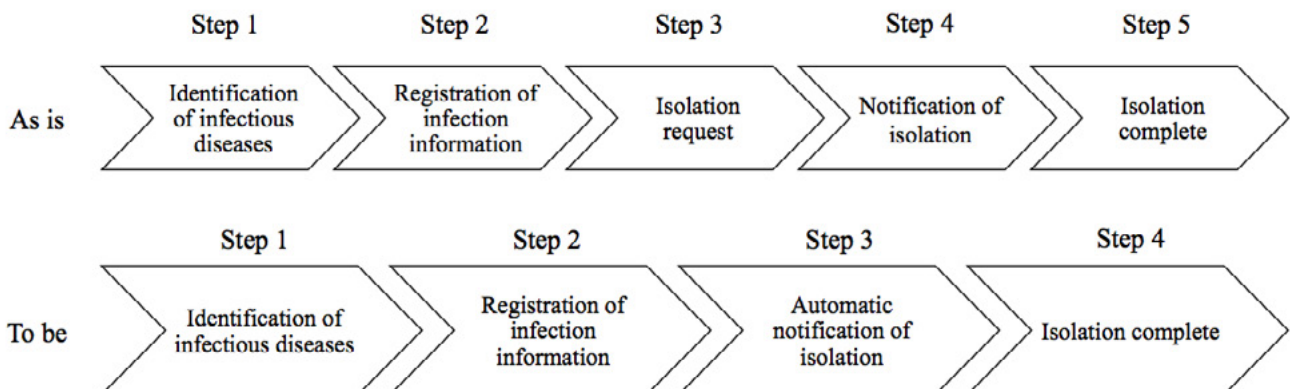 Step 1 Step 2 Step 3 Step 4 Step 5
As is
Identification
of infectious
diseases
Registration of
infection
information
Isolation
request
Notification of
isolation
Isolation
complete
Step 1 Step 2 Step 3 Step 4
To be
Identification of
infectious diseases
Registration of
infection
information
Automatic
notification of
isolation
Isolation complete